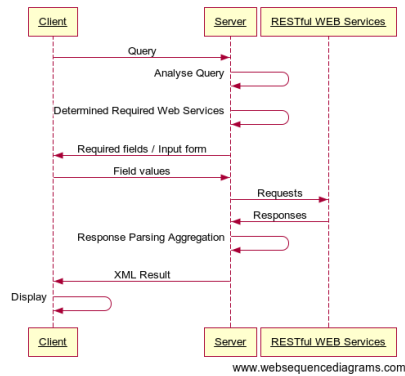 Client
Server
RESTful WEB Services
Query
Analyse Query
Determined Required Web Services
Required fields / Input form
Field values
Requests
Responses
Response Parsing Aggregation
XML Result
Display
Client
Server
RESTful WEB Services
www.websequencediagrams.com